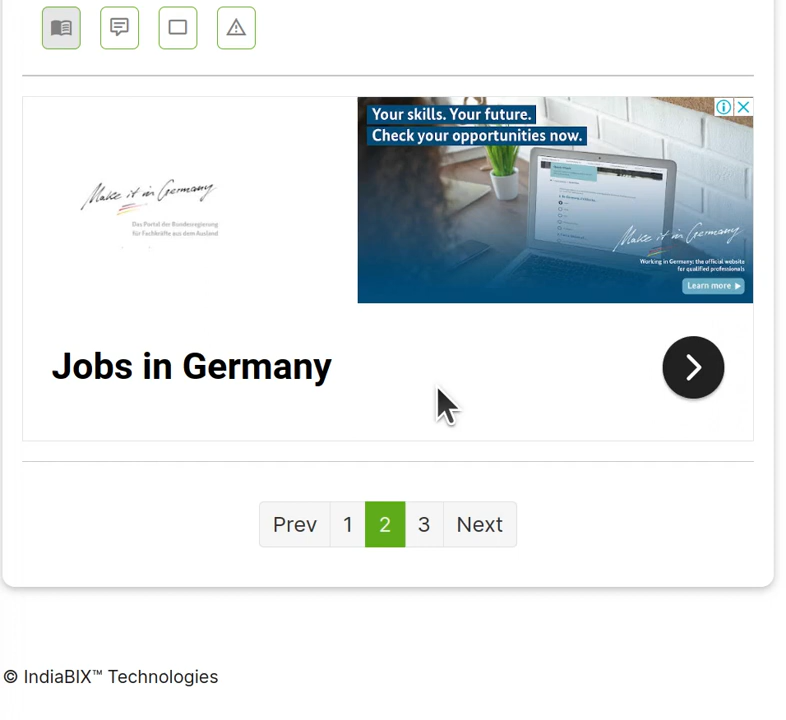 Your skills. Your future.
Check your opportunities now.
Make it in Germany
Das Portal der Bundesregierung
für Fachkräfte aus dem Ausland
Make it in Germany
Working in Germany: the official website
for qualified professionals
Learn more
Jobs in Germany
Prev 1 2 3 Next
© IndiaBIX™ Technologies